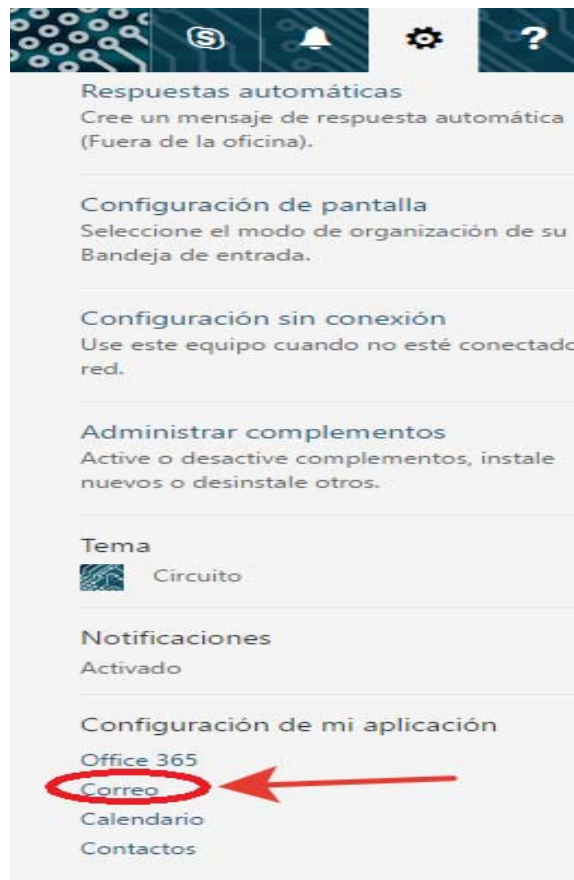 Respuestas automáticas
Cree un mensaje de respuesta automática
(Fuera de la oficina).
Configuración de pantalla
Seleccione el modo de organización de su
Bandeja de entrada.
Configuración sin conexión
Use este equipo cuando no esté conectado
red.
Administrar complementos
Active o desactive complementos, instale
nuevos o desinstale otros.
Tema
Circuito
Notificaciones
Activado
Configuración de mi aplicación
Office 365
Correo
Calendario
Contactos